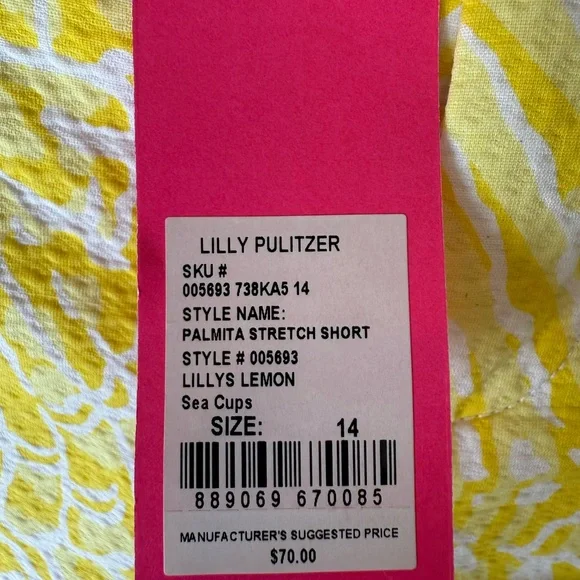 LILLY PULITZER
SKU #
005693 738KA5 14
STYLE NAME:
PALMITA STRETCH SHORT
STYLE # 005693
LILLYS LEMON
Sea Cups
SIZE: 14
889069 670085
MANUFACTURER'S SUGGESTED PRICE
$70.00